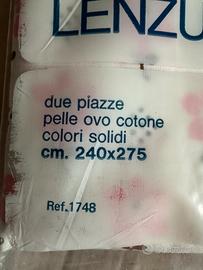 LENZU
due piazze
pelle ovo cotone
colori solidi
cm. 240x275
Ref.1748